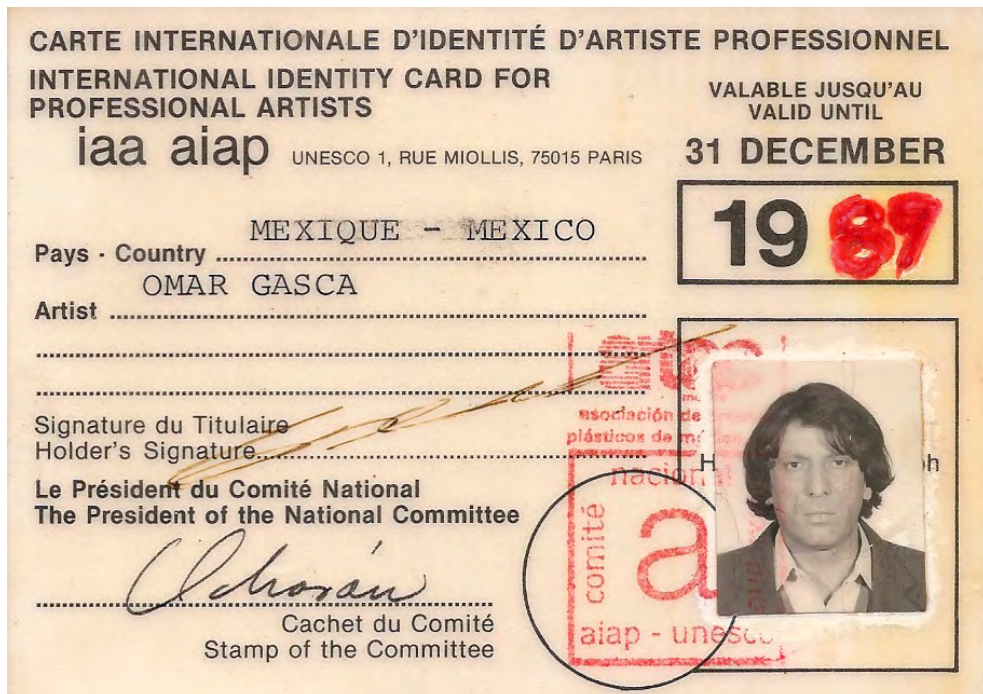 CARTE INTERNATIONALE D'IDENTITÉ D'ARTISTE PROFESSIONNEL
INTERNATIONAL IDENTITY CARD FOR
PROFESSIONAL ARTISTS
iaa aiap UNESCO 1, RUE MIOLLIS, 75015 PARIS
VALABLE JUSQU'AU
VALID UNTIL
31 DECEMBER
1987
Pays - Country MEXIQUE - MEXICO
Artist OMAR GASCA
Signature du Titulaire
Holder's Signature
Le Président du Comité National
The President of the National Committee
Cachet du Comité
Stamp of the Committee
asociación de
plásticos de
nacional
comité
a
aiap - unesco